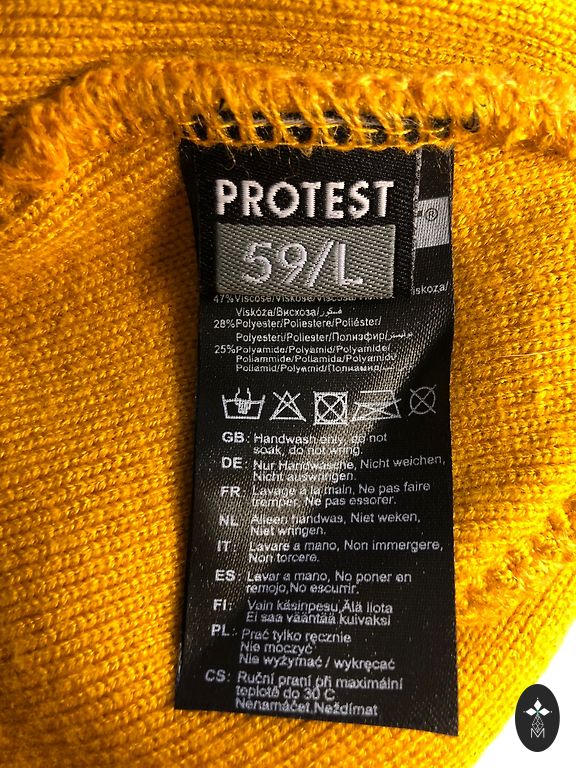 PROTEST
59/L
®
47%Viscose/Viskose/
iskoza/
Viskóza/Вискоза/فسكوز
28%Polyester/Poliestere/Poliéster/
Polyesteri/Poliester/Полиэфир/بوليستر
25%Polyamide/Polyamid/Polyamide/
Poliammide/Poliamida/Polyamidi/
Poliamid/Polyamid/Полиамид/
GB: Handwash only, do not
soak, do not wring.
DE: Nur Handwäsche, Nicht weichen,
Nicht auswringen.
FR: Lavage a la main, Ne pas faire
tremper, Ne pas essorer.
NL: Alleen handwas, Niet weken,
Niet wringen.
IT: Lavare a mano, Non immergere,
Non torcere.
ES: Lavar a mano,No poner en
remojo,No escurrir.
FI: Vain käsinpesu,Älä liota
Ei saa vääntää kuivaksi
PL: Prać tylko ręcznie
Nie moczyć
Nie wyżymać / wykręcać
CS: Ruční praní při maximální
teplotě do 30 C
Nenamáčet,Neždímat
M